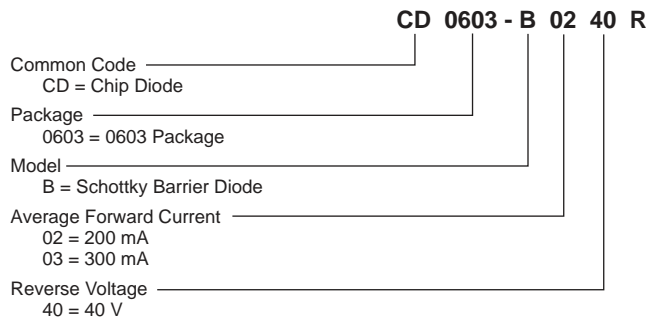 CD 0603 - B 02 40 R
Common Code
CD = Chip Diode
Package
0603 = 0603 Package
Model
B = Schottky Barrier Diode
Average Forward Current
02 = 200 mA
03 = 300 mA
Reverse Voltage
40 = 40 V